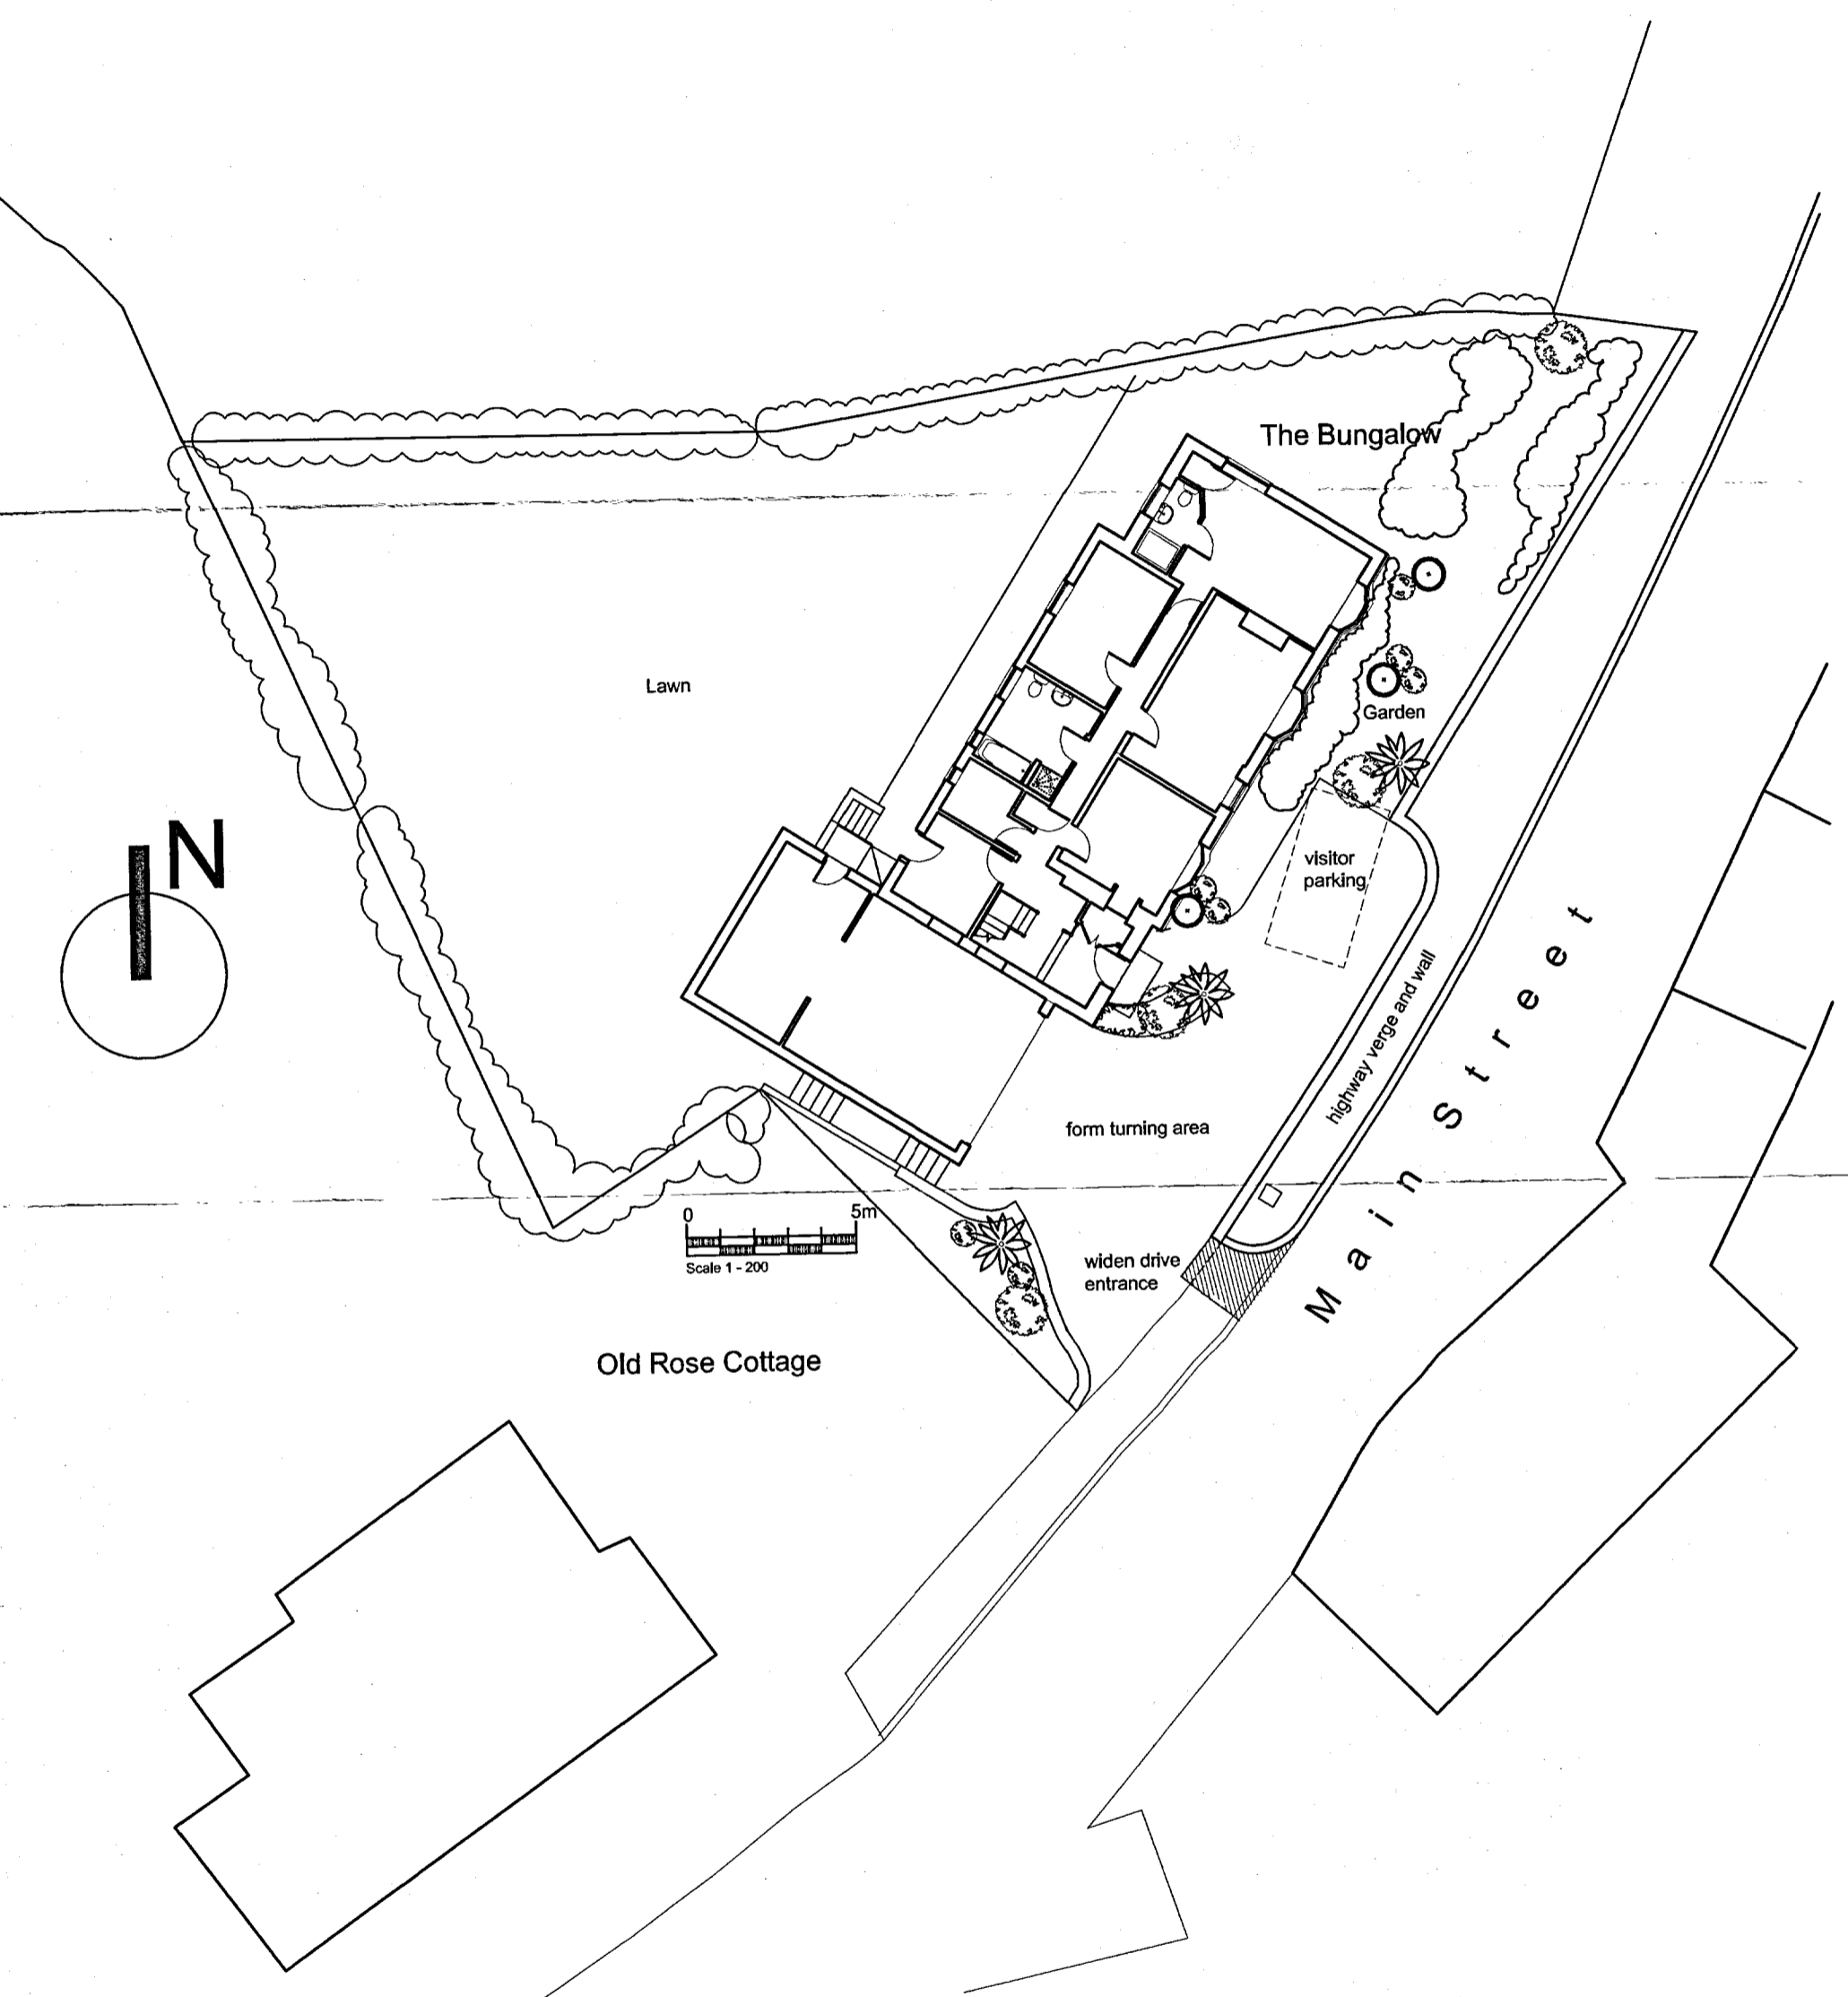 The Bungalow
Lawn
Garden
N
visitor
parking
highway verge and wall
Main Street
form turning area
0 5m
Scale 1 - 200
widen drive
entrance
Old Rose Cottage